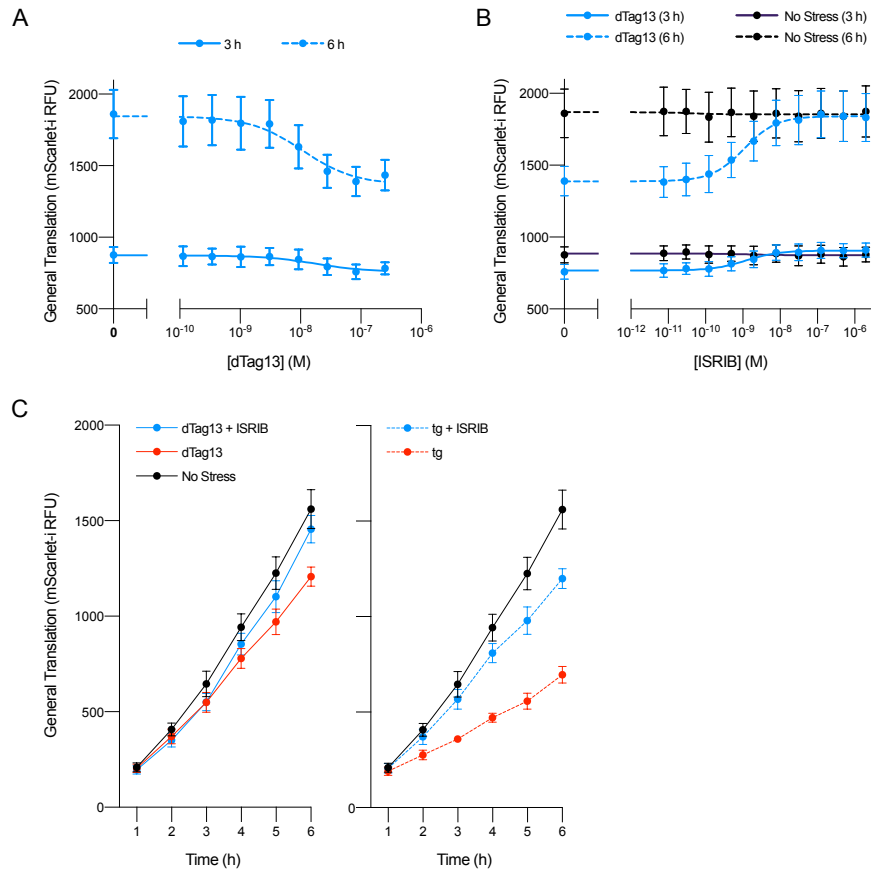 A
3 h
6 h
General Translation (mScarlet-i RFU)
2000
1500
1000
500
0
10-10
10-9
10-8
10-7
10-6
[dTag13] (M)
B
dTag13 (3 h)
No Stress (3 h)
dTag13 (6 h)
No Stress (6 h)
General Translation (mScarlet-i RFU)
2000
1500
1000
500
0
10-12
10-11
10-10
10-9
10-8
10-7
10-6
[ISRIB] (M)
C
dTag13 + ISRIB
dTag13
No Stress
General Translation (mScarlet-i RFU)
2000
1500
1000
500
0
1 2 3 4 5 6
Time (h)
tg + ISRIB
tg
0
1 2 3 4 5 6
Time (h)